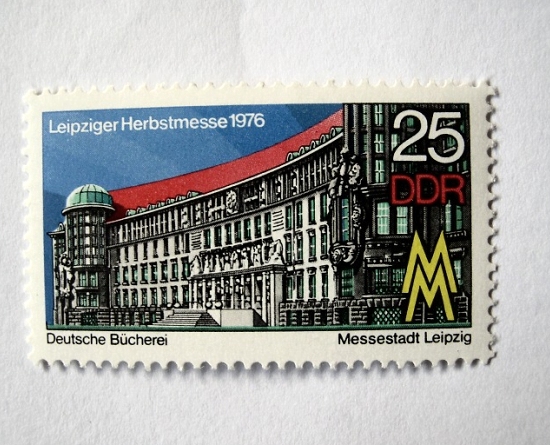 Leipziger Herbstmesse 1976
25
DDR
MM
Deutsche Bücherei
Messestadt Leipzig